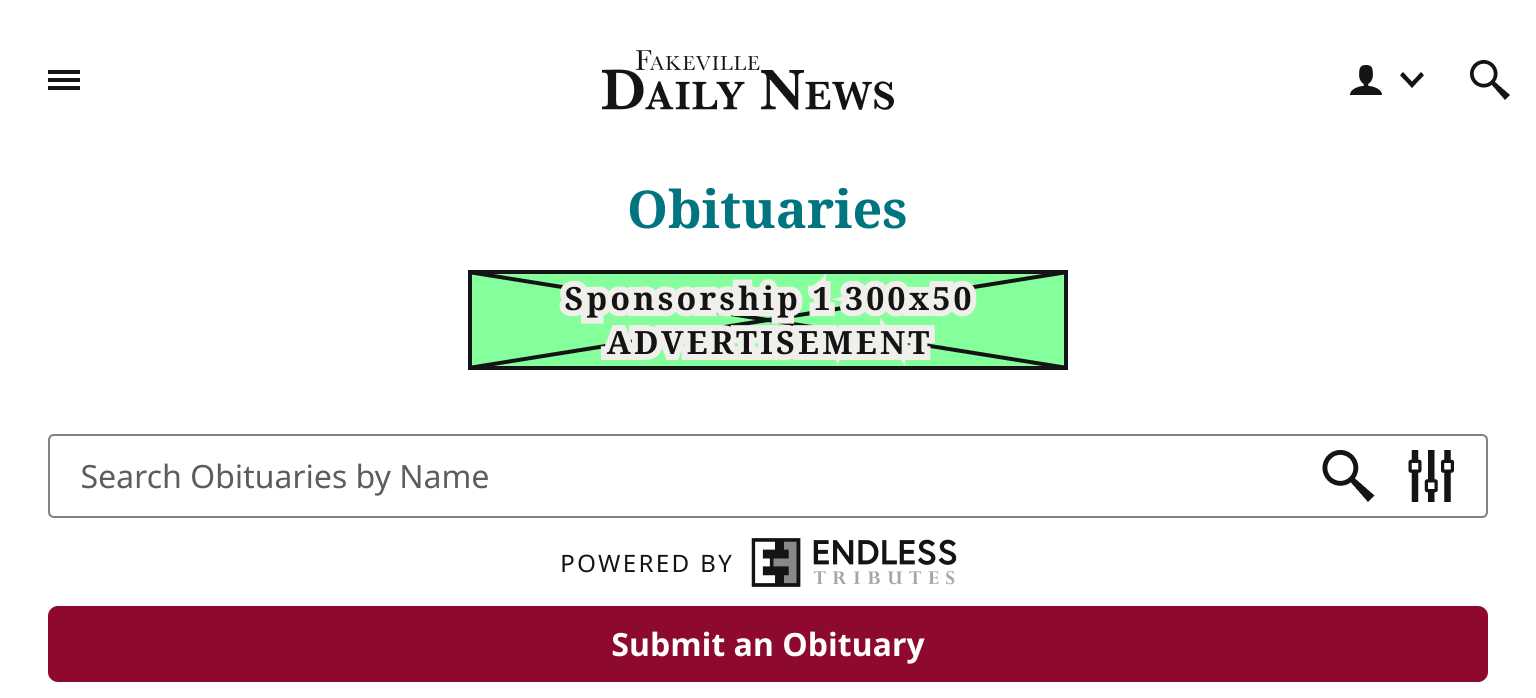 Fakeville
Daily News
Obituaries
Sponsorship 1 300x50
ADVERTISEMENT
Search Obituaries by Name
POWERED BY ENDLESS
TRIBUTES
Submit an Obituary